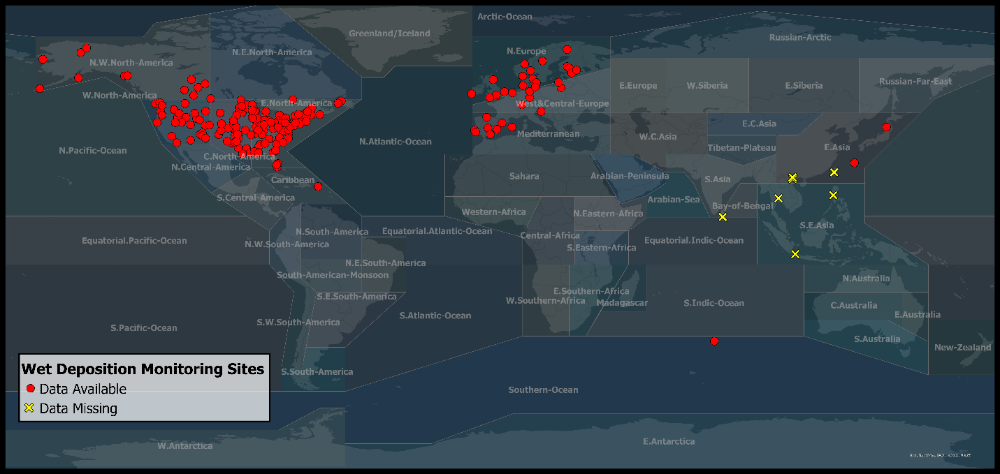 Arctic-Ocean
Greenland/Iceland
Russian-Arctic
N.E.North-America
N.Europe
N.W.North-America
Russian-Far-East
E.Europe
W.Siberia
E.Siberia
W.North-America
E.North-America
West&Central-Europe
E.C.Asia
Mediterranean
W.C.Asia
N.Atlantic-Ocean
N.Pacific-Ocean
Tibetan-Plateau
E.Asia
C.North-America
N.Central-America
Sahara
Arabian-Peninsula
S.Asia
Caribbean
S.Central-America
Arabian-Sea
Bay-of-Bengal
Western-Africa
N.Eastern-Africa
S.E.Asia
N.South-America
Equatorial.Atlantic-Ocean
Central-Africa
Equatorial.Pacific-Ocean
N.W.South-America
S.Eastern-Africa
Equatorial.Indic-Ocean
N.E.South-America
South-American-Monsoon
N.Australia
E.Southern-Africa
S.E.South-America
W.Southern-Africa
Madagascar
S.Indic-Ocean
C.Australia
S.Atlantic-Ocean
E.Australia
S.W.South-America
S.Pacific-Ocean
S.Australia
New-Zealand
Wet Deposition Monitoring Sites
Data Available
Data Missing
S.South-America
Southern-Ocean
E.Antarctica
W.Antarctica